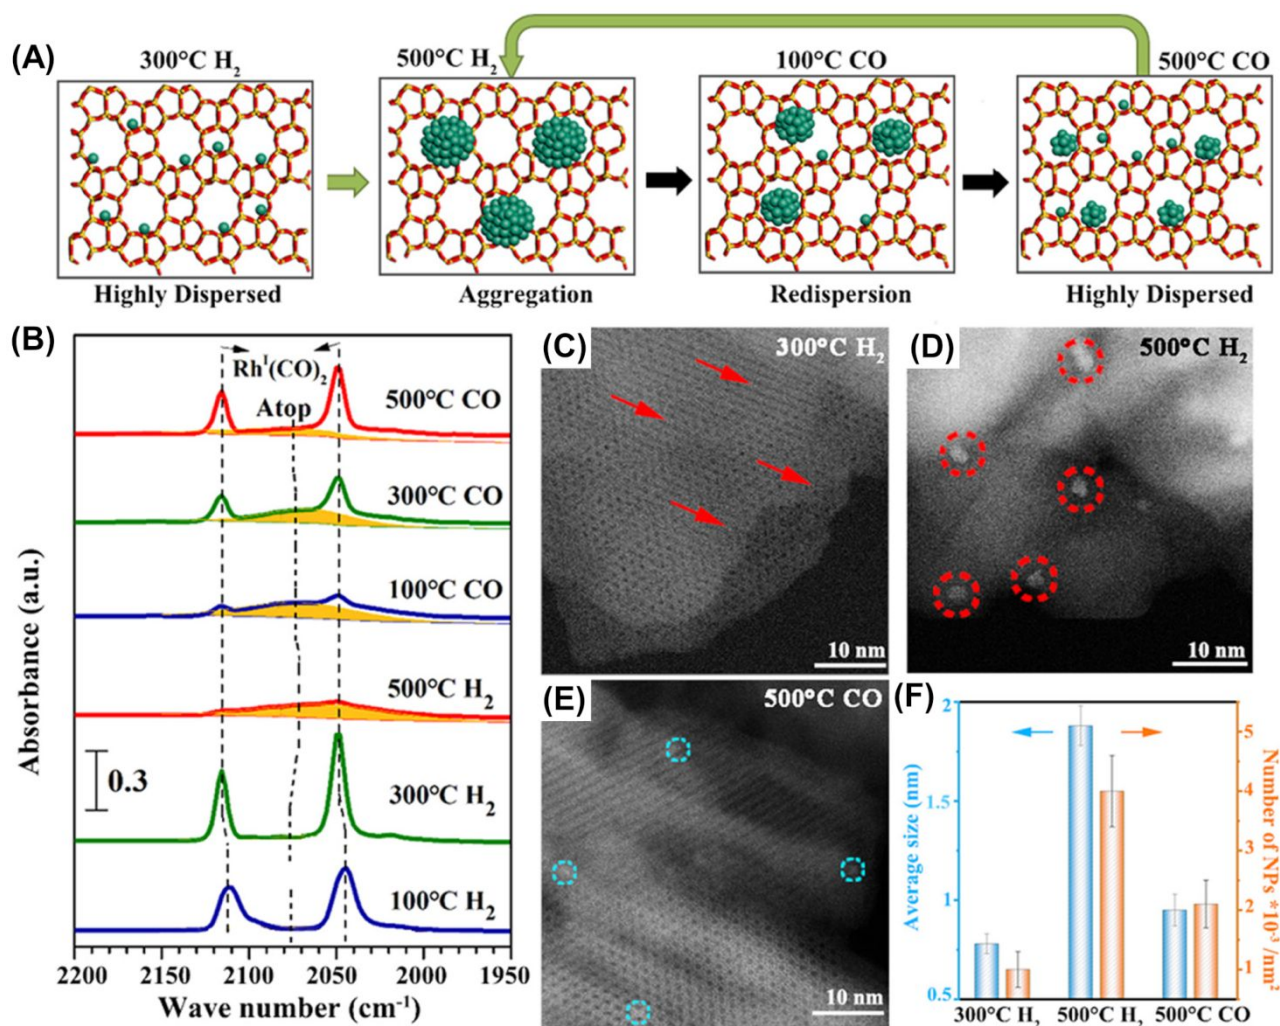 (A)
300°C H₂
500°C H₂
100°C CO
500°C CO
Highly Dispersed
Aggregation
Redispersion
Highly Dispersed
(B)
Rhᴵ(CO)₂
Atop
500°C CO
300°C CO
100°C CO
500°C H₂
0.3
300°C H₂
100°C H₂
Absorbance (a.u.)
2200 2150 2100 2050 2000 1950
Wave number (cm⁻¹)
(C)
300°C H₂
10 nm
(D)
500°C H₂
10 nm
(E)
500°C CO
10 nm
(F)
Average size (nm)
2
1.5
1
0.5
5
4
3
2
1
Number of NPs *10⁻³ /nm²
300°C H₂ 500°C H₂ 500°C CO